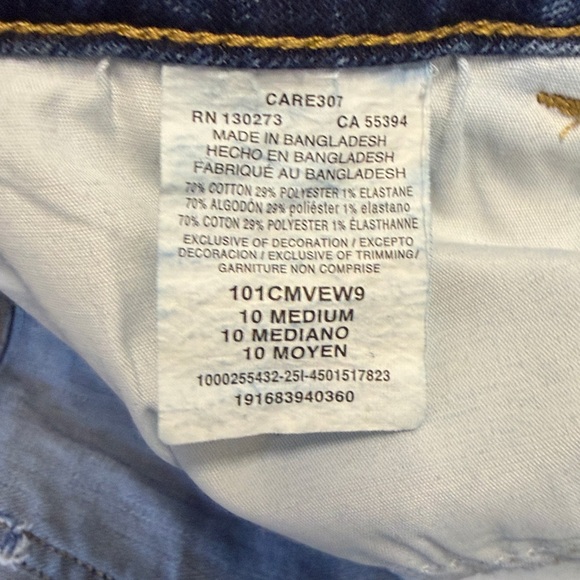 CARE307
RN 130273 CA 55394
MADE IN BANGLADESH
HECHO EN BANGLADESH
FABRIQUÉ AU BANGLADESH
70% COTTON 29% POLYESTER 1% ELASTANE
70% ALGODÓN 29% poliéster 1% elastano
70% COTON 29% POLYESTER 1% ÉLASTHANNE
EXCLUSIVE OF DECORATION / EXCEPTO
DECORACION / EXCLUSIVE OF TRIMMING/
GARNITURE NON COMPRISE
101CMVEW9
10 MEDIUM
10 MEDIANO
10 MOYEN
1000255432-25I-4501517823
191683940360